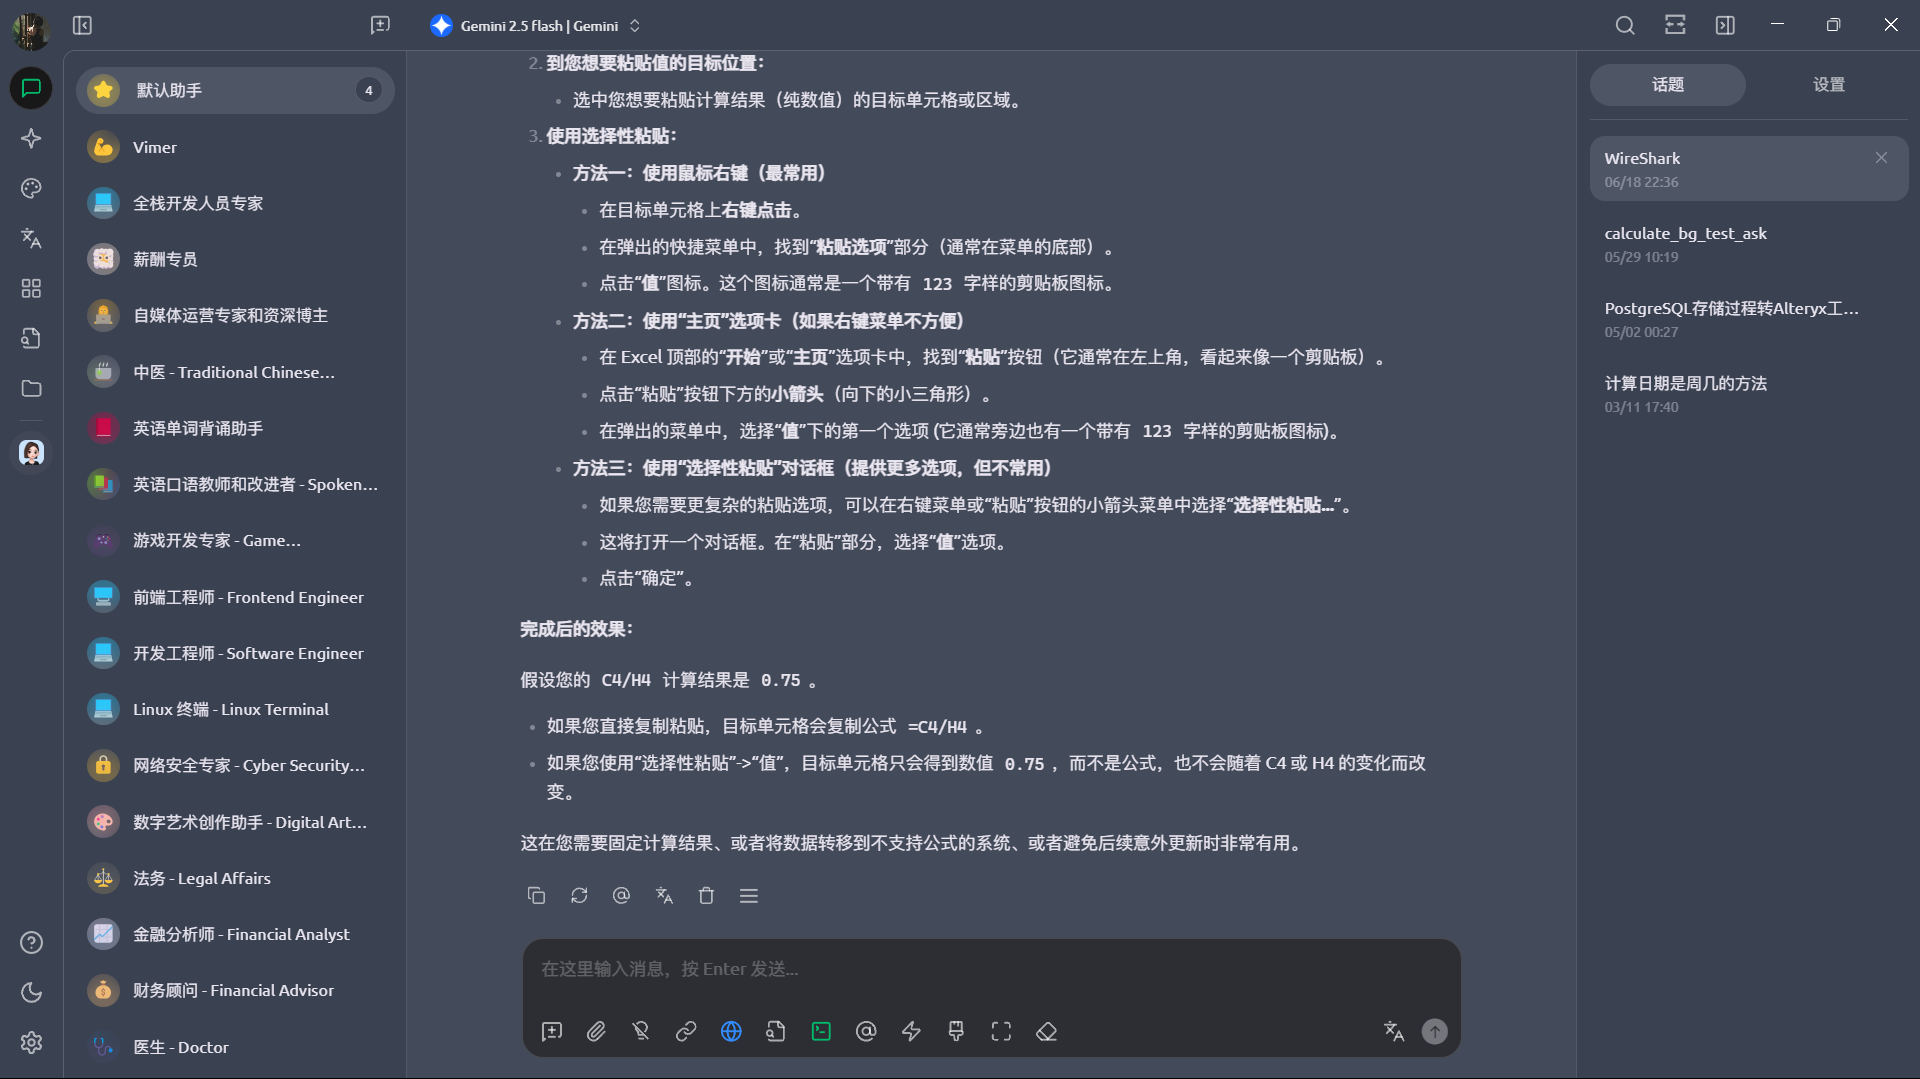 Gemini 2.5 flash | Gemini
默认助手
4
Vimer
全栈开发人员专家
薪酬专员
自媒体运营专家和资深博主
中医 - Traditional Chinese...
英语单词背诵助手
英语口语教师和改进者 - Spoken...
游戏开发专家 - Game...
前端工程师 - Frontend Engineer
开发工程师 - Software Engineer
Linux 终端 - Linux Terminal
网络安全专家 - Cyber Security...
数字艺术创作助手 - Digital Art...
法务 - Legal Affairs
金融分析师 - Financial Analyst
财务顾问 - Financial Advisor
医生 - Doctor
2. 到您想要粘贴值的目标位置：
• 选中您想要粘贴计算结果（纯数值）的目标单元格或区域。
3. 使用选择性粘贴：
• 方法一：使用鼠标右键（最常用）
• 在目标单元格上右键点击。
• 在弹出的快捷菜单中，找到“粘贴选项”部分（通常在菜单的底部）。
• 点击“值”图标。这个图标通常是一个带有 123 字样的剪贴板图标。
• 方法二：使用“主页”选项卡（如果右键菜单不方便）
• 在 Excel 顶部的“开始”或“主页”选项卡中，找到“粘贴”按钮（它通常在左上角，看起来像一个剪贴板）。
• 点击“粘贴”按钮下方的小箭头（向下的小三角形）。
• 在弹出的菜单中，选择“值”下的第一个选项 (它通常旁边也有一个带有 123 字样的剪贴板图标)。
• 方法三：使用“选择性粘贴”对话框（提供更多选项，但不常用）
• 如果您需要更复杂的粘贴选项，可以在右键菜单或“粘贴”按钮的小箭头菜单中选择“选择性粘贴...”。
• 这将打开一个对话框。在“粘贴”部分，选择“值”选项。
• 点击“确定”。
完成后的效果：
假设您的 C4/H4 计算结果是 0.75 。
• 如果您直接复制粘贴，目标单元格会复制公式 =C4/H4 。
• 如果您使用“选择性粘贴”->“值”，目标单元格只会得到数值 0.75 ，而不是公式，也不会随着 C4 或 H4 的变化而改
变。
这在您需要固定计算结果、或者将数据转移到不支持公式的系统、或者避免后续意外更新时非常有用。
在这里输入消息，按 Enter 发送...
话题
设置
WireShark
06/18 22:36
calculate_bg_test_ask
05/29 10:19
PostgreSQL存储过程转Alteryx工...
05/02 00:27
计算日期是周几的方法
03/11 17:40